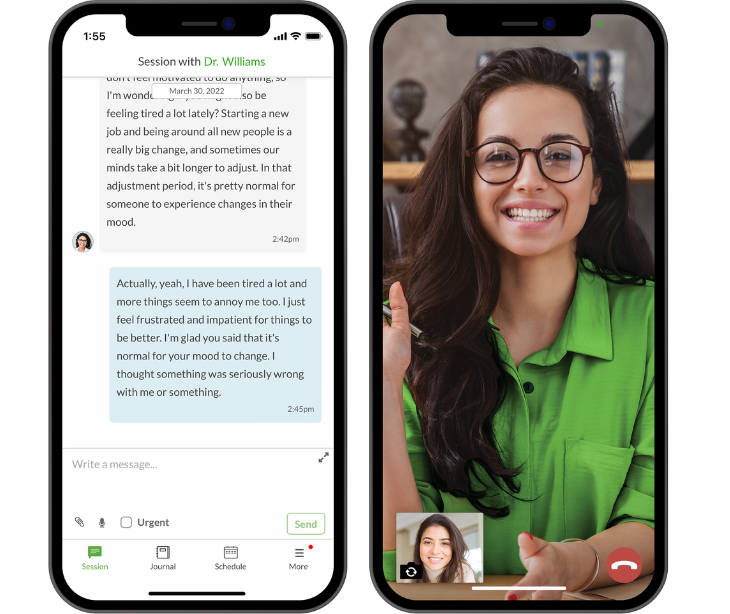 1:55
Session with Dr. Williams
don't feel motivated to do anything, so
March 30, 2022
I'm so be
feeling tired a lot lately? Starting a new
job and being around all new people is a
really big change, and sometimes our
minds take a bit longer to adjust. In that
adjustment period, it's pretty normal for
someone to experience changes in their
mood.
2:42pm
Actually, yeah, I have been tired a lot and
more things seem to annoy me too. I just
feel frustrated and impatient for things to
be better. I'm glad you said that it's
normal for your mood to change. I
thought something was seriously wrong
with me or something.
2:45pm
Write a message...
Urgent
Send
Session
Journal
Schedule
More